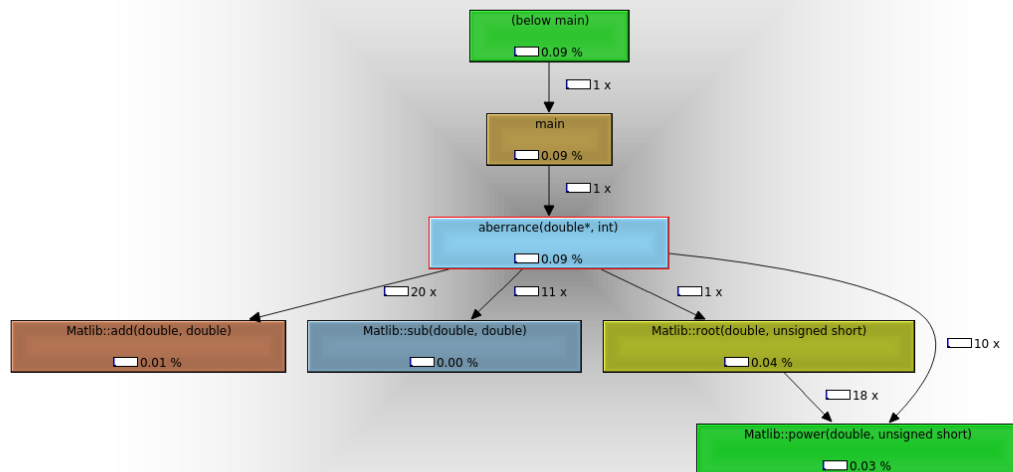 (below main)
0.09 %
1 x
main
0.09 %
1 x
aberrance(double*, int)
0.09 %
20 x
11 x
1 x
Matlib::add(double, double)
0.01 %
Matlib::sub(double, double)
0.00 %
Matlib::root(double, unsigned short)
0.04 %
10 x
18 x
Matlib::power(double, unsigned short)
0.03 %